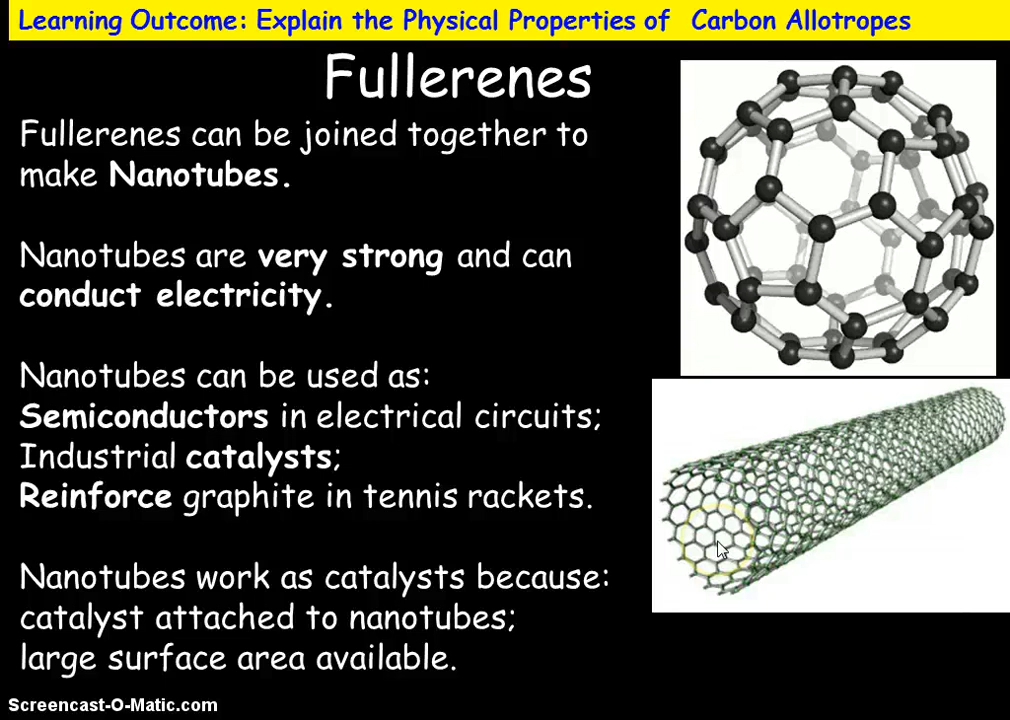 Learning Outcome: Explain the Physical Properties of Carbon Allotropes
Fullerenes
Fullerenes can be joined together to
make Nanotubes.
Nanotubes are very strong and can
conduct electricity.
Nanotubes can be used as:
Semiconductors in electrical circuits;
Industrial catalysts;
Reinforce graphite in tennis rackets.
Nanotubes work as catalysts because:
catalyst attached to nanotubes;
large surface area available.
Screencast-O-Matic.com